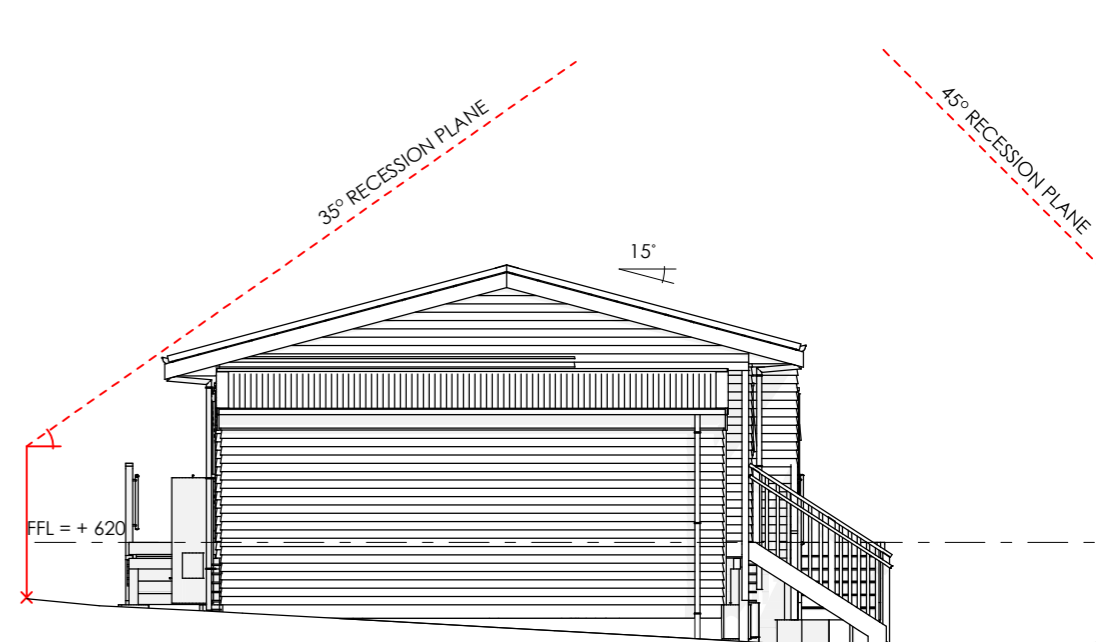 45° RECESSION PLANE
35° RECESSION PLANE
15°
FFL = + 620